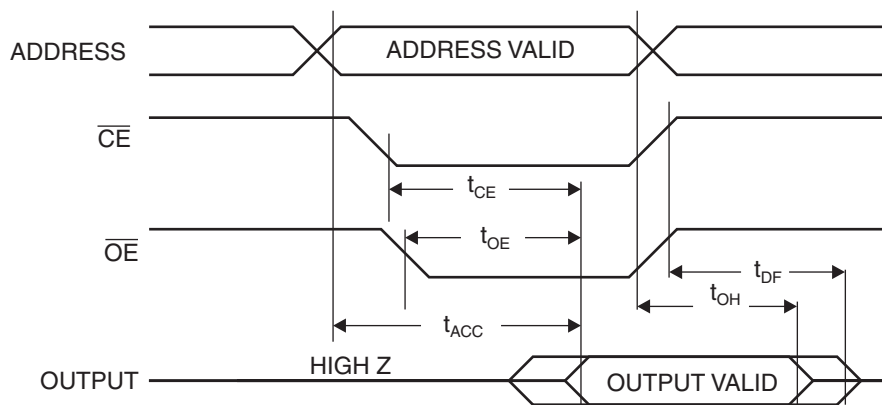 ADDRESS
ADDRESS VALID
CE
tCE
OE
tOE
tDF
tOH
tACC
HIGH Z
OUTPUT
OUTPUT VALID